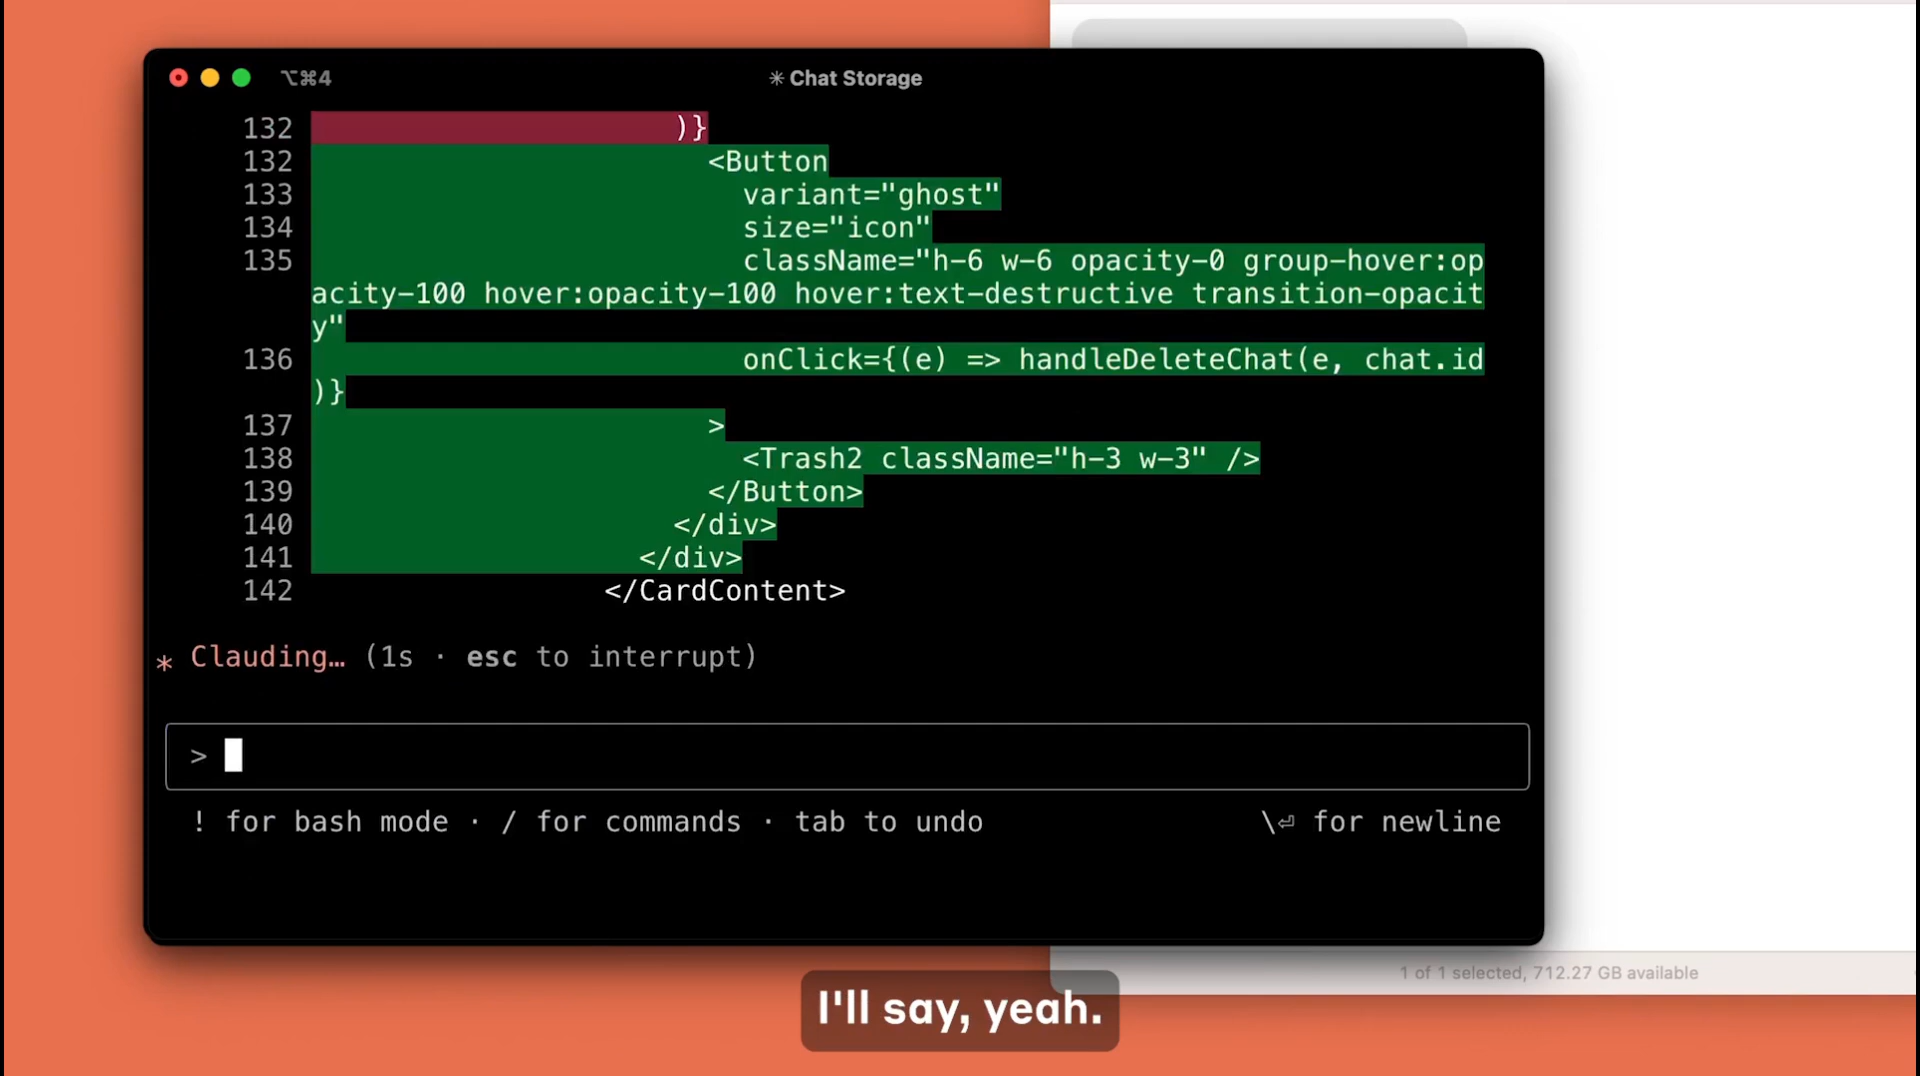 ⌥⌘4
✳ Chat Storage
132 )}
132 <Button
133 variant="ghost"
134 size="icon"
135 className="h-6 w-6 opacity-0 group-hover:op
acity-100 hover:opacity-100 hover:text-destructive transition-opacit
y"
136 onClick={(e) => handleDeleteChat(e, chat.id
)}
137 >
138 <Trash2 className="h-3 w-3" />
139 </Button>
140 </div>
141 </div>
142 </CardContent>
* Clauding… (1s · esc to interrupt)
>
! for bash mode · / for commands · tab to undo
\⏎ for newline
1 of 1 selected, 712.27 GB available
I'll say, yeah.